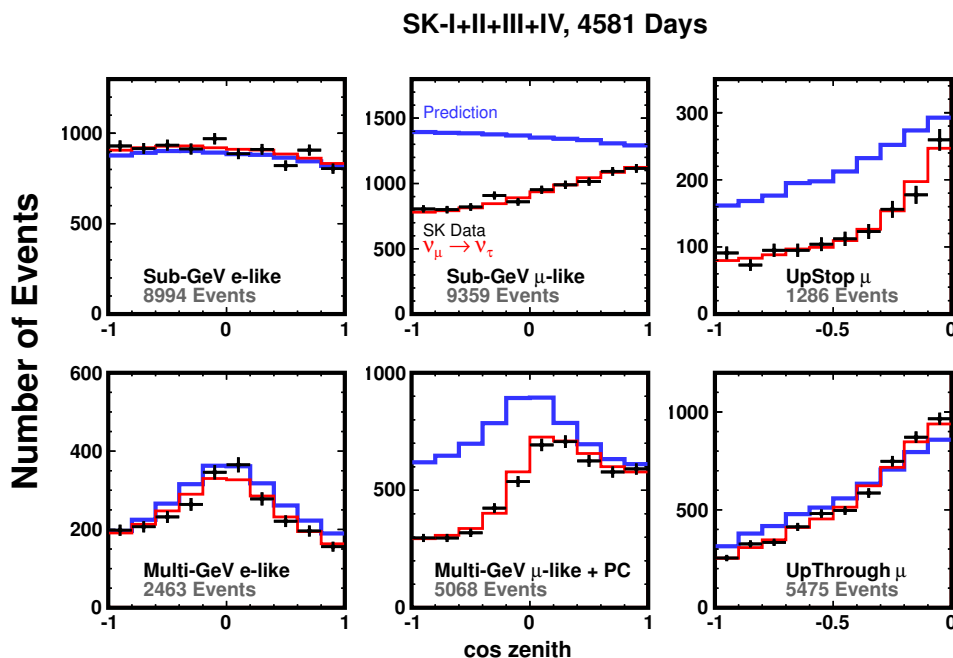 SK-I+II+III+IV, 4581 Days
Number of Events
1000
500
0
-1 0 1
Sub-GeV e-like
8994 Events
1500
1000
500
0
-1 0 1
Prediction
SK Data
ν_μ → ν_τ
Sub-GeV μ-like
9359 Events
300
200
100
0
-1 -0.5 0
UpStop μ
1286 Events
600
400
200
0
-1 0 1
Multi-GeV e-like
2463 Events
1000
500
0
-1 0 1
Multi-GeV μ-like + PC
5068 Events
1000
500
0
-1 -0.5 0
UpThrough μ
5475 Events
cos zenith